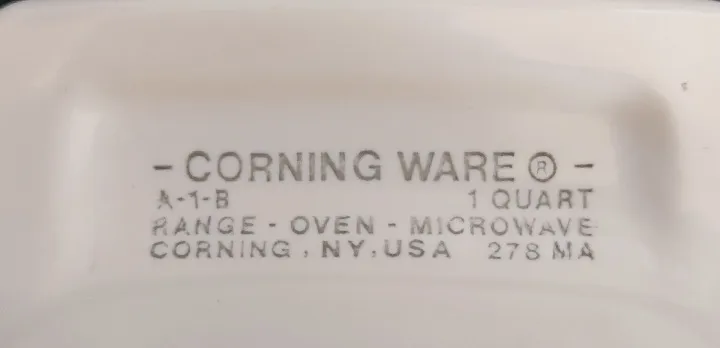 - CORNING WARE ® -
A-1-B 1 QUART
RANGE - OVEN - MICROWAVE
CORNING, NY, USA 278 MA